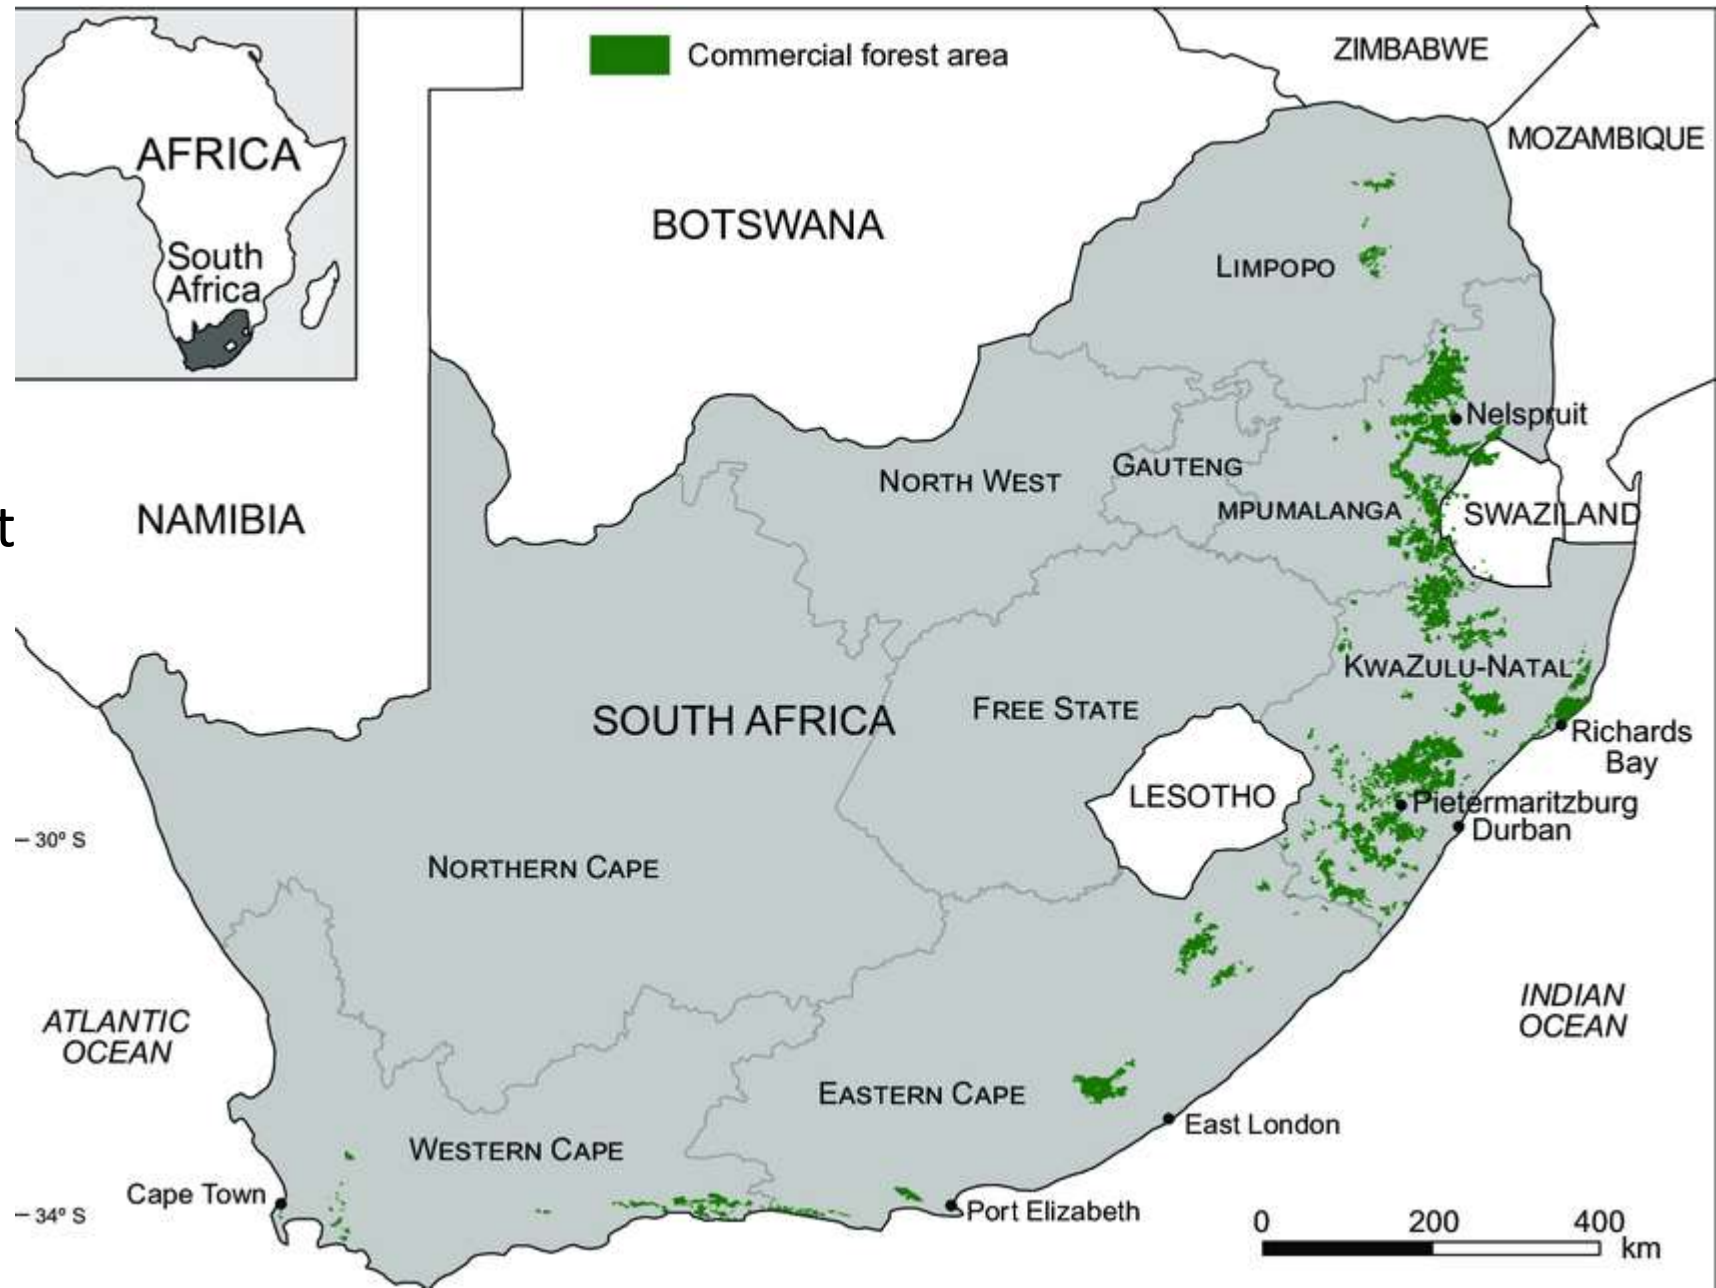 Commercial forest area
ZIMBABWE
MOZAMBIQUE
AFRICA
South
Africa
BOTSWANA
LIMPOPO
Nelspruit
NORTH WEST
GAUTENG
MPUMALANGA
SWAZILAND
NAMIBIA
t
KWAZULU-NATAL
SOUTH AFRICA
FREE STATE
Richards
Bay
LESOTHO
Pietermaritzburg
Durban
30° S
NORTHERN CAPE
ATLANTIC
OCEAN
INDIAN
OCEAN
EASTERN CAPE
East London
WESTERN CAPE
Cape Town
34° S
Port Elizabeth
0 200 400
km